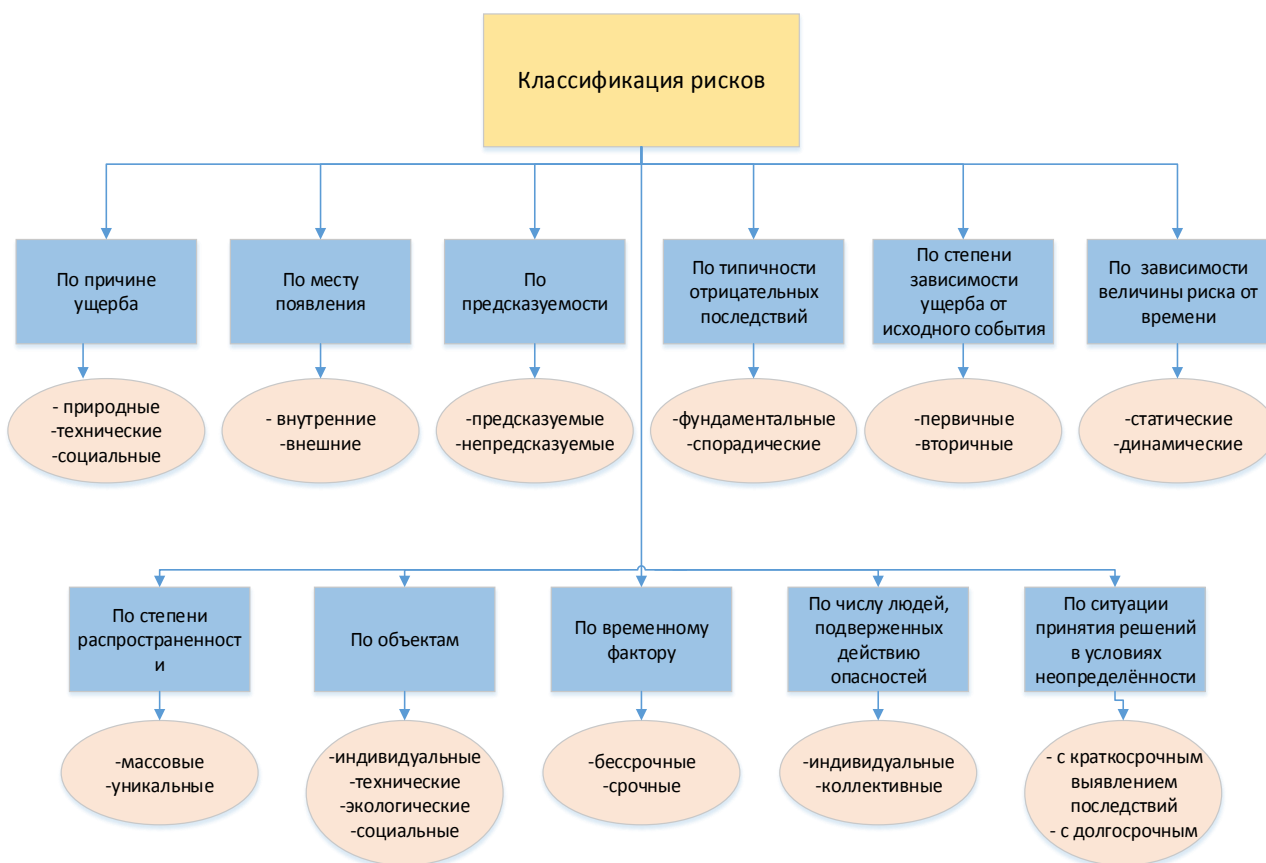 Классификация рисков
По причине
ущерба
По месту
появления
По
предсказуемости
По типичности
отрицательных
последствий
По степени
зависимости
ущерба от
исходного события
По зависимости
величины риска от
времени
- природные
-технические
-социальные
- внутренние
-внешние
-предсказуемые
-непредсказуемые
-фундаментальные
-спорадические
-первичные
-вторичные
-статические
-динамические
По степени
распространенност
и
По объектам
По временному
фактору
По числу людей,
подверженных
действию
опасностей
По ситуации
принятия решений
в условиях
неопределённости
-массовые
-уникальные
-индивидуальные
-технические
-экологические
-социальные
-бессрочные
-срочные
-индивидуальные
-коллективные
- с краткосрочным
выявлением
последствий
- с долгосрочным